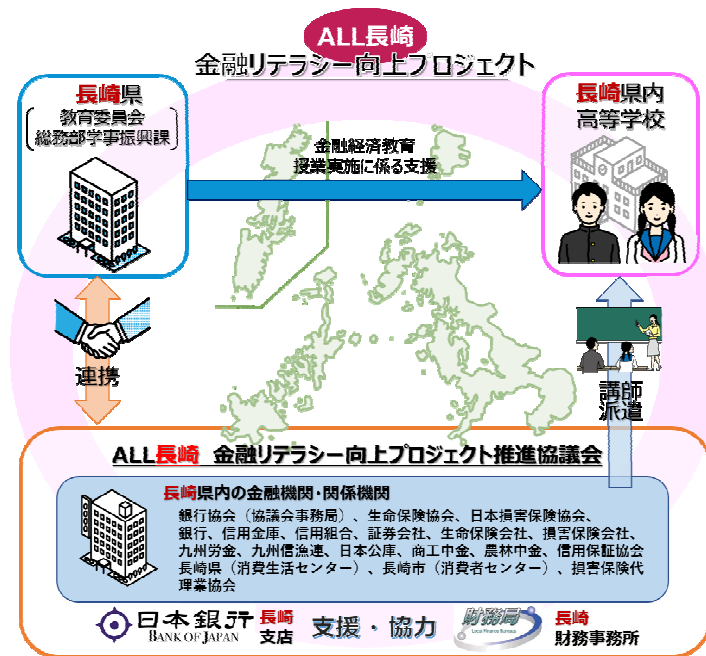 ALL長崎
金融リテラシー向上プロジェクト
長崎県
教育委員会
総務部学事振興課
長崎県内
高等学校
金融経済教育
授業実施に係る支援
連携
講師
派遣
ALL長崎 金融リテラシー向上プロジェクト推進協議会
長崎県内の金融機関・関係機関
銀行協会（協議会事務局）、生命保険協会、日本損害保険協会、
銀行、信用金庫、信用組合、証券会社、生命保険会社、損害保険会社、
九州労金、九州信漁連、日本公庫、商工中金、農林中金、信用保証協会
長崎県（消費生活センター）、長崎市（消費者センター）、損害保険代
理業協会
日本銀行
BANK OF JAPAN
長崎
支店
支援・協力
財務局
Local Finance Bureau
長崎
財務事務所